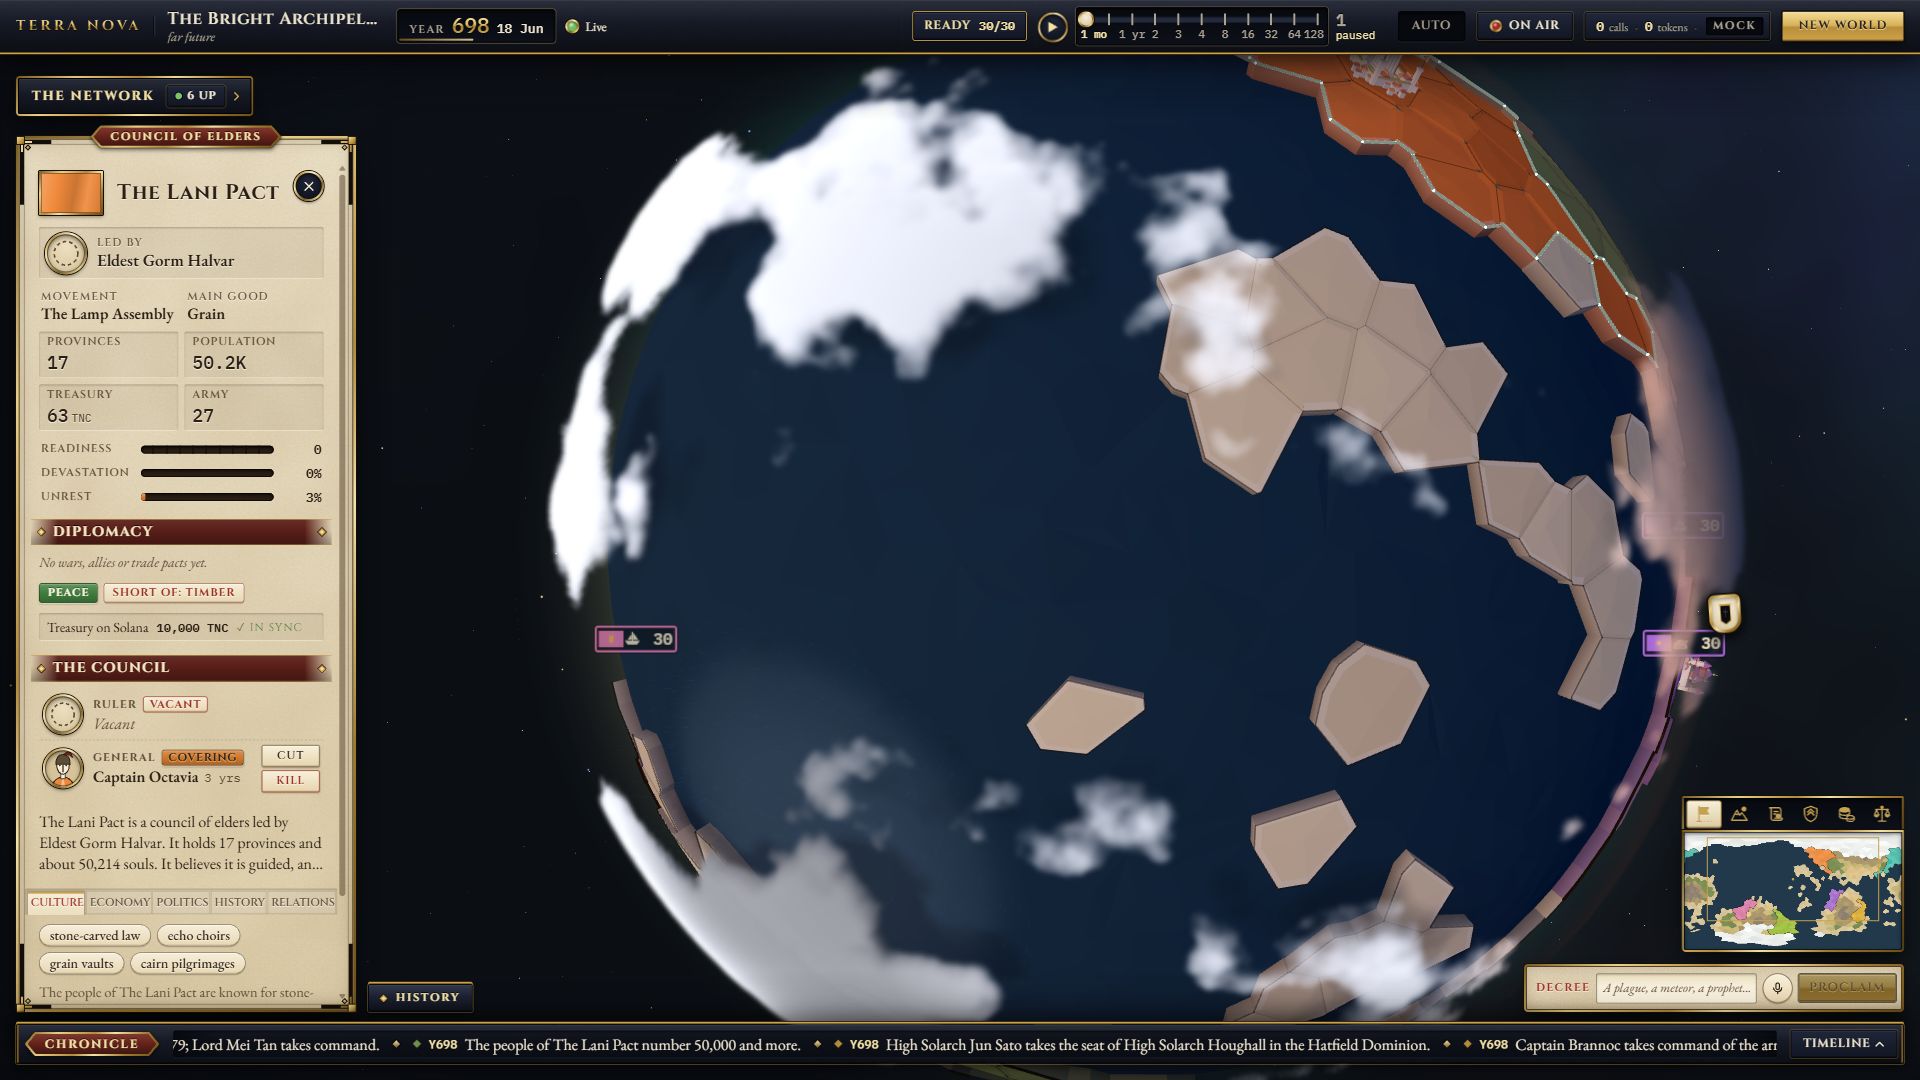 TERRA NOVA
THE BRIGHT ARCHIPEL...
far future
YEAR 698 18 Jun
Live
READY 30/30
1 mo 1 yr 2 3 4 8 16 32 64 128
1 paused
AUTO
ON AIR
0 calls · 0 tokens · MOCK
NEW WORLD
THE NETWORK 6 UP
COUNCIL OF ELDERS
THE LANI PACT
LED BY
Eldest Gorm Halvar
MOVEMENT MAIN GOOD
The Lamp Assembly Grain
PROVINCES POPULATION
17 50.2K
TREASURY ARMY
63 TNC 27
READINESS 0
DEVASTATION 0%
UNREST 3%
DIPLOMACY
No wars, allies or trade pacts yet.
PEACE SHORT OF: TIMBER
Treasury on Solana 10,000 TNC ✓ IN SYNC
THE COUNCIL
RULER VACANT
Vacant
GENERAL COVERING
Captain Octavia 3 yrs
CUT
KILL
The Lani Pact is a council of elders led by
Eldest Gorm Halvar. It holds 17 provinces and
about 50,214 souls. It believes it is guided, an...
CULTURE ECONOMY POLITICS HISTORY RELATIONS
stone-carved law echo choirs
grain vaults cairn pilgrimages
The people of The Lani Pact are known for stone-
30
30
30
HISTORY
DECREE A plague, a meteor, a prophet... PROCLAIM
CHRONICLE 79; Lord Mei Tan takes command. Y698 The people of The Lani Pact number 50,000 and more. Y698 High Solarch Jun Sato takes the seat of High Solarch Houghall in the Hatfield Dominion. Y698 Captain Brannoc takes command of the arm
TIMELINE